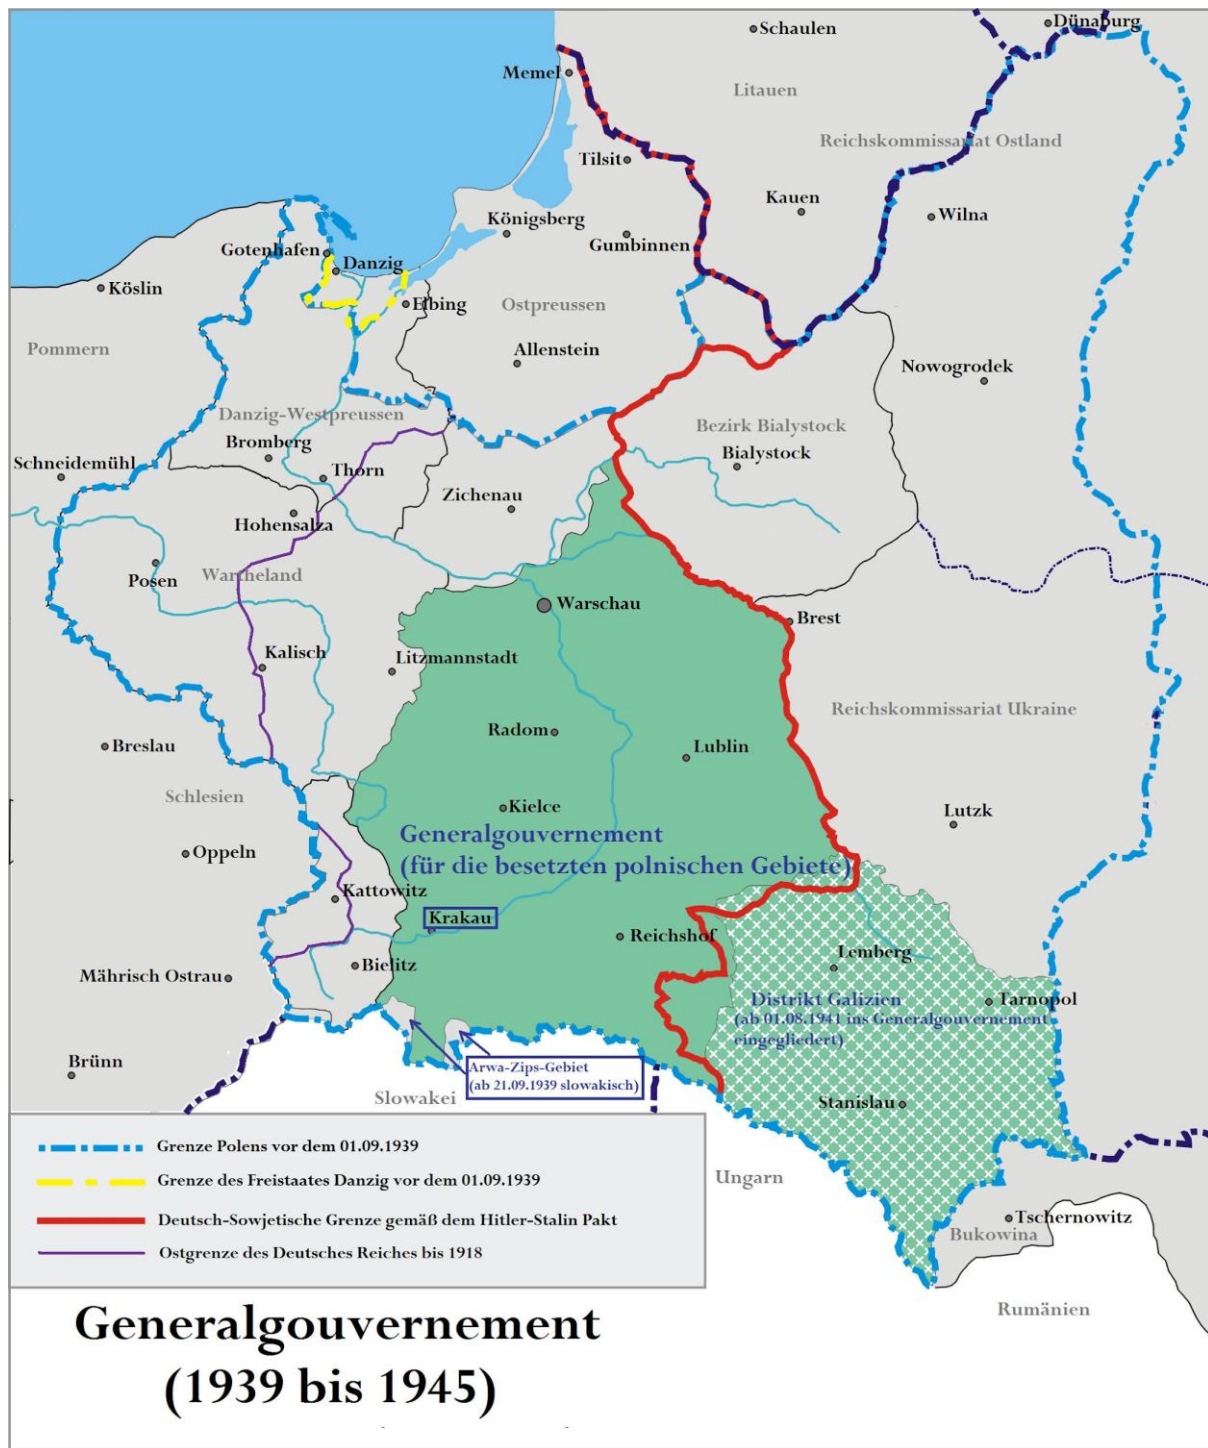 Dünaburg
Schaulen
Memel
Litauen
Reichskommissariat Ostland
Tilsit
Kauen
Wilna
Königsberg
Gumbinnen
Gotenhafen
Danzig
Köslin
Elbing
Ostpreussen
Pommern
Allenstein
Nowogrodek
Danzig-Westpreussen
Bezirk Bialystock
Bromberg
Bialystock
Schneidemühl
Thorn
Zichenau
Hohensalza
Posen
Wartheland
Warschau
Brest
Kalisch
Litzmannstadt
Reichskommissariat Ukraine
Radom
Breslau
Lublin
Schlesien
Kielce
Lutzk
Generalgouvernement
(für die besetzten polnischen Gebiete)
Oppeln
Kattowitz
Krakau
Reichshof
Lemberg
Bielitz
Mährisch Ostrau
Distrikt Galizien
(ab 01.08.1941 ins Generalgouvernement
eingegliedert)
Tarnopol
Brünn
Arwa-Zips-Gebiet
(ab 21.09.1939 slowakisch)
Slowakei
Stanislau
Grenze Polens vor dem 01.09.1939
Grenze des Freistaates Danzig vor dem 01.09.1939
Deutsch-Sowjetische Grenze gemäß dem Hitler-Stalin Pakt
Ostgrenze des Deutsches Reiches bis 1918
Ungarn
Tschernowitz
Bukowina
Rumänien
Generalgouvernement
(1939 bis 1945)